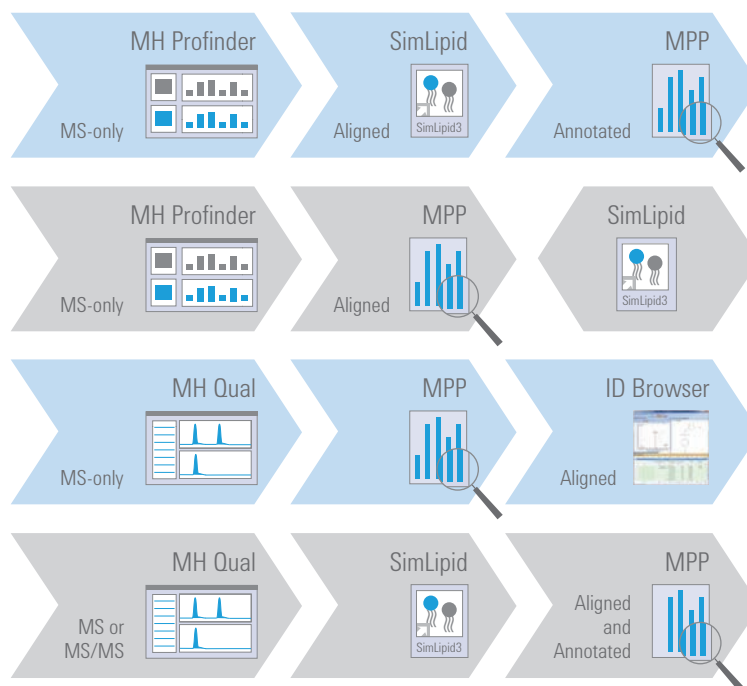 MH Profinder
MS-only
SimLipid
Aligned
SimLipid3
MPP
Annotated
MH Profinder
MS-only
MPP
Aligned
SimLipid
SimLipid3
MH Qual
MS-only
MPP
ID Browser
Aligned
MH Qual
MS or
MS/MS
SimLipid
SimLipid3
MPP
Aligned
and
Annotated